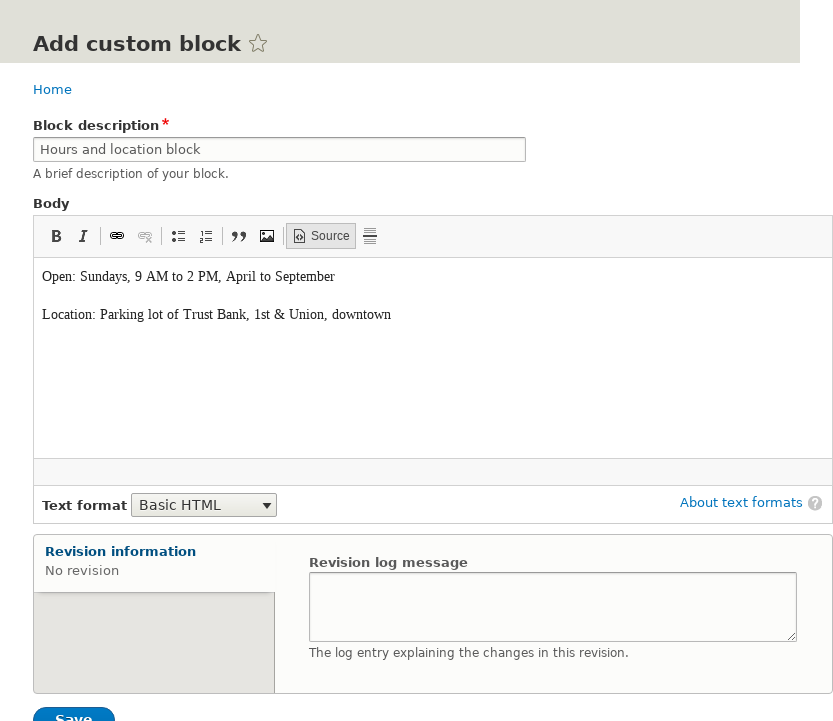 Add custom block
Home
Block description*
Hours and location block
A brief description of your block.
Body
B I Source
Open: Sundays, 9 AM to 2 PM, April to September
Location: Parking lot of Trust Bank, 1st & Union, downtown
Text format Basic HTML About text formats ?
Revision information
No revision
Revision log message
The log entry explaining the changes in this revision.
Save